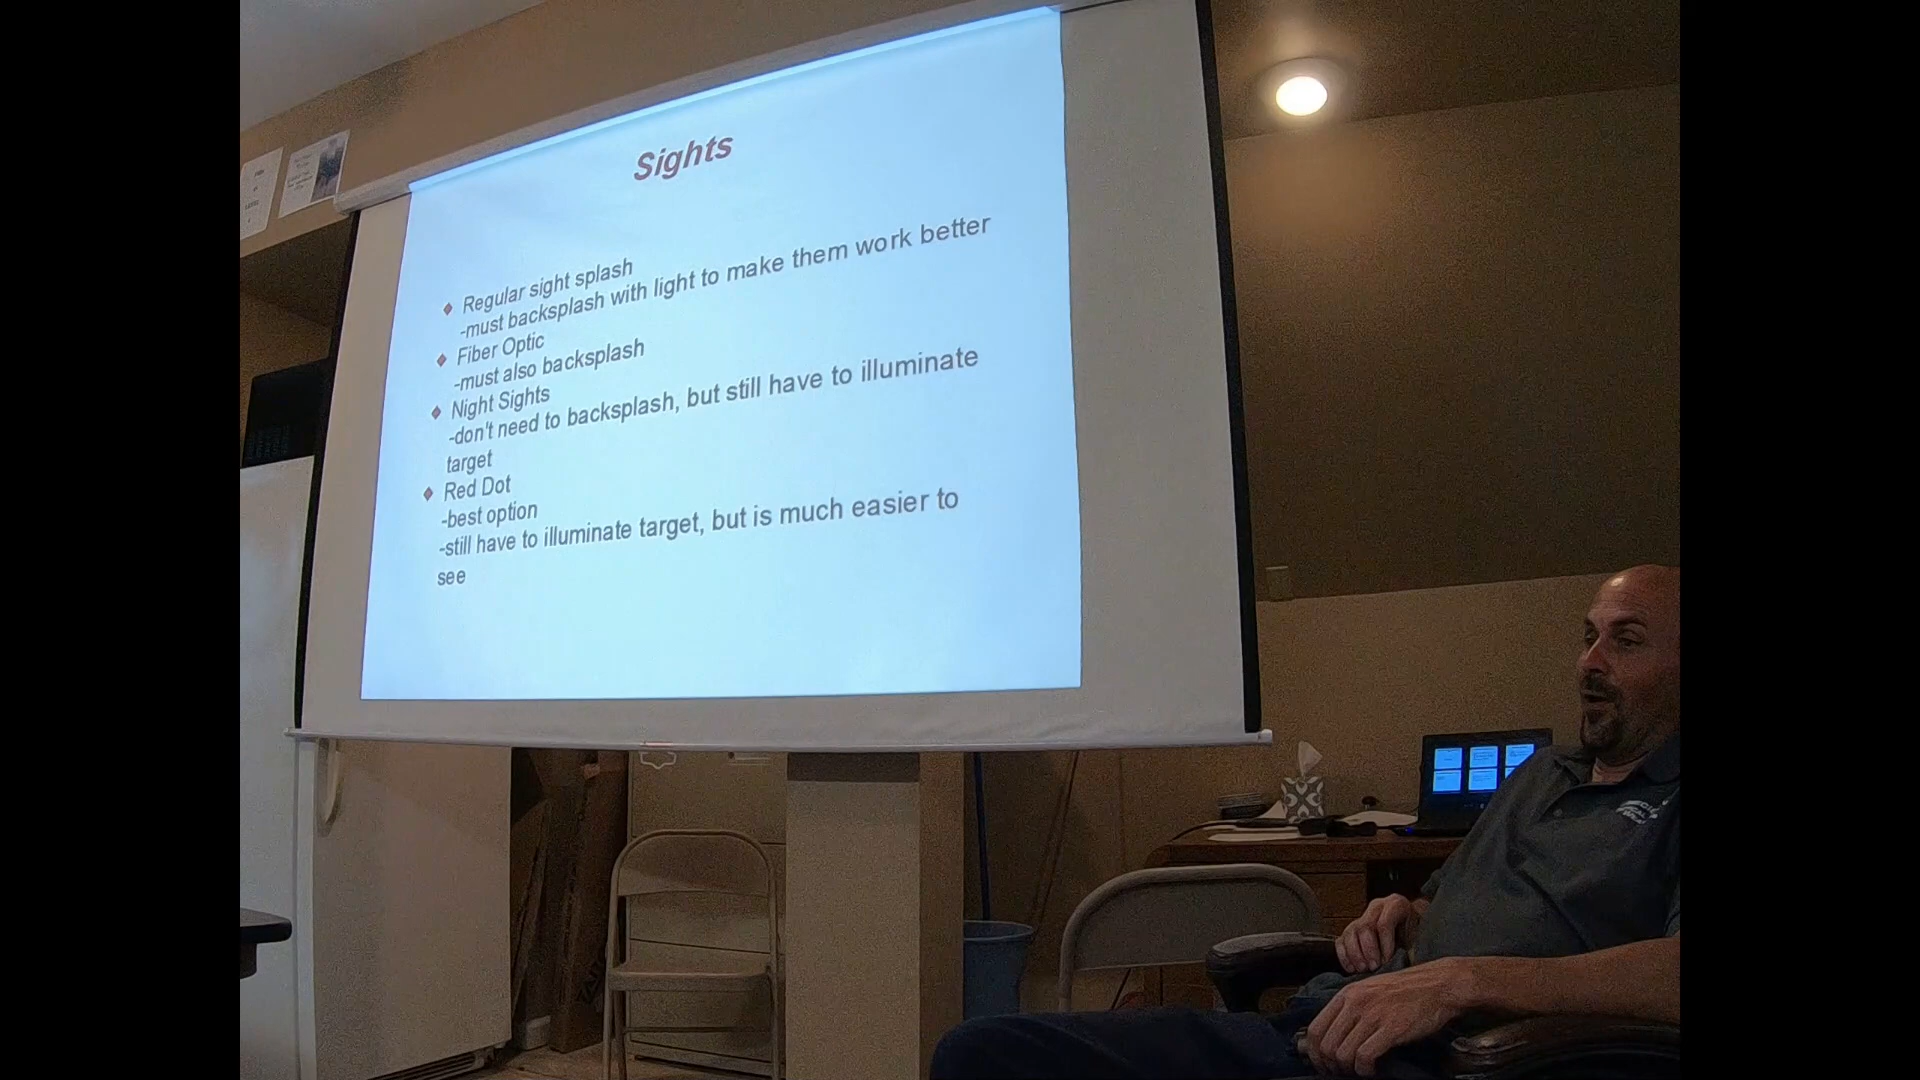 Sights
Regular sight splash
-must backsplash with light to make them work better
Fiber Optic
-must also backsplash
Night Sights
-don't need to backsplash, but still have to illuminate
target
Red Dot
-best option
-still have to illuminate target, but is much easier to
see